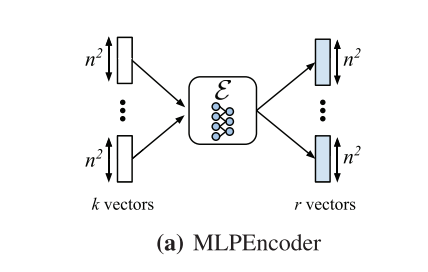 n²
n²
ℰ
n²
n²
k vectors
r vectors
(a) MLPEncoder